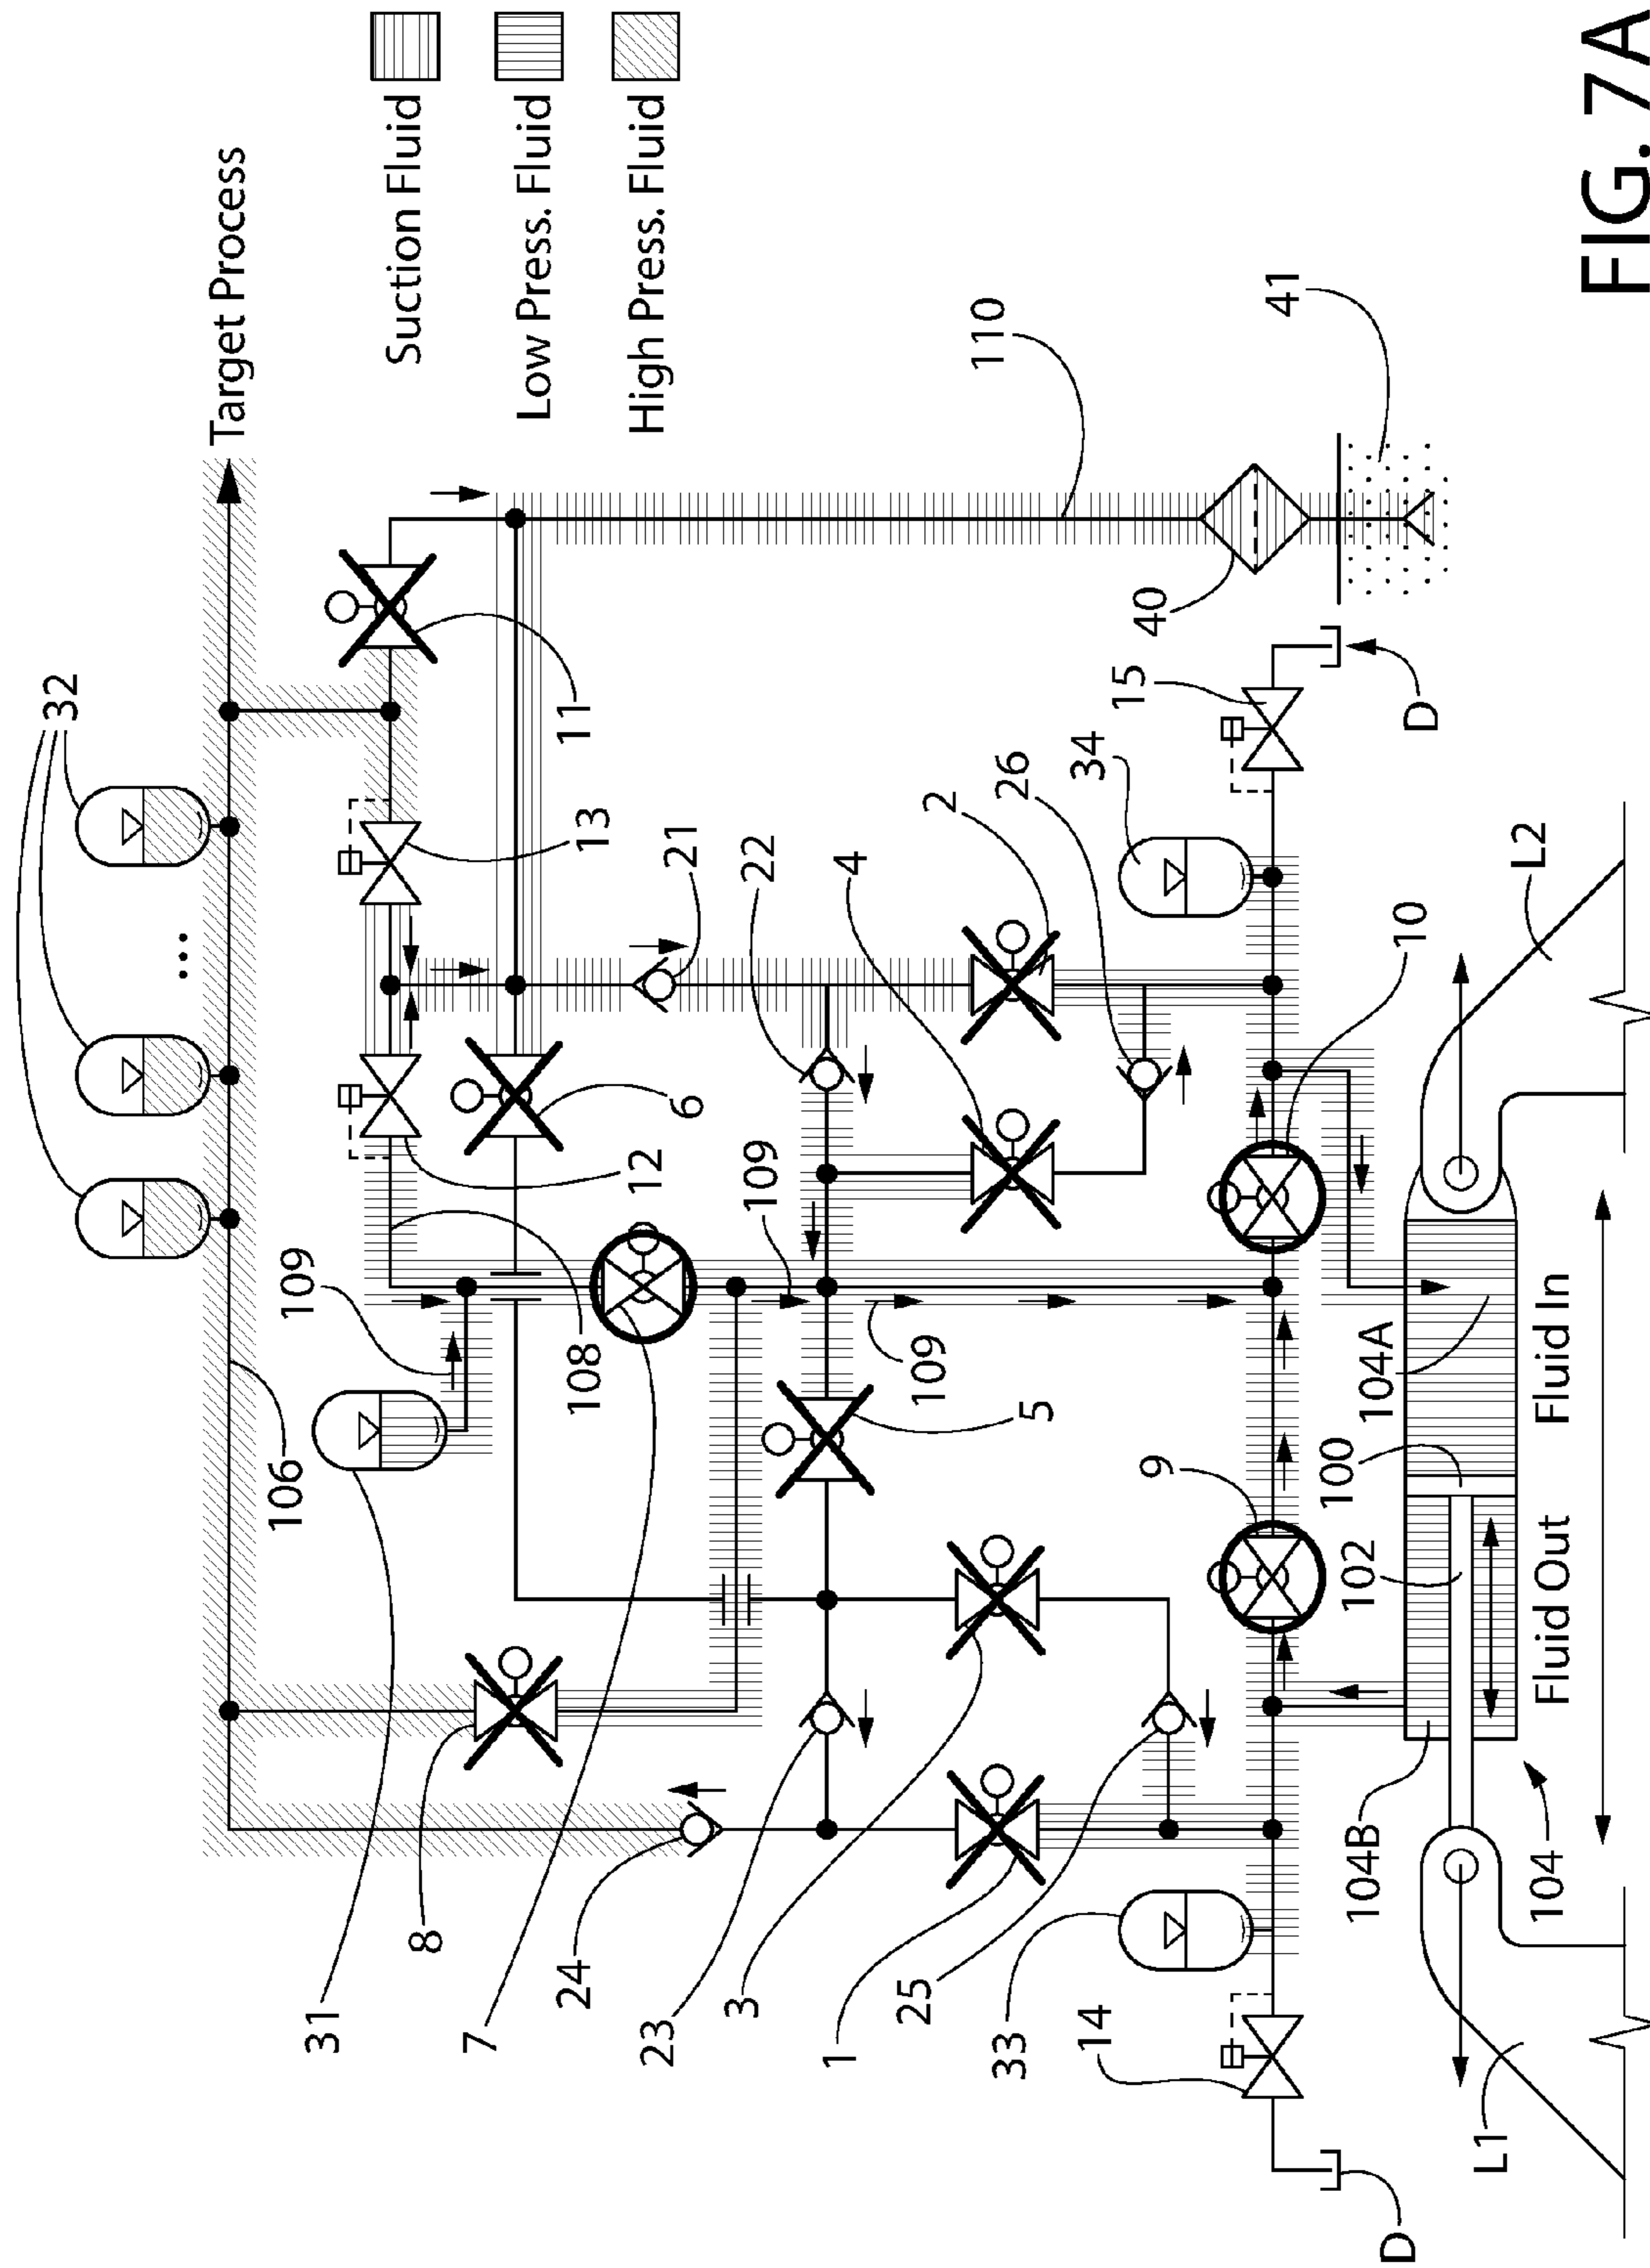 32
...
Target Process
Suction Fluid
Low Press. Fluid
High Press. Fluid
106
31
109
108
12
13
11
8
7
6
21
110
24
109
22
23
5
4
2
26
3
109
34
15
40
41
1
25
9
10
33
14
D
D
104B
102
100
104A
L2
L1
104
Fluid Out
Fluid In
FIG. 7A